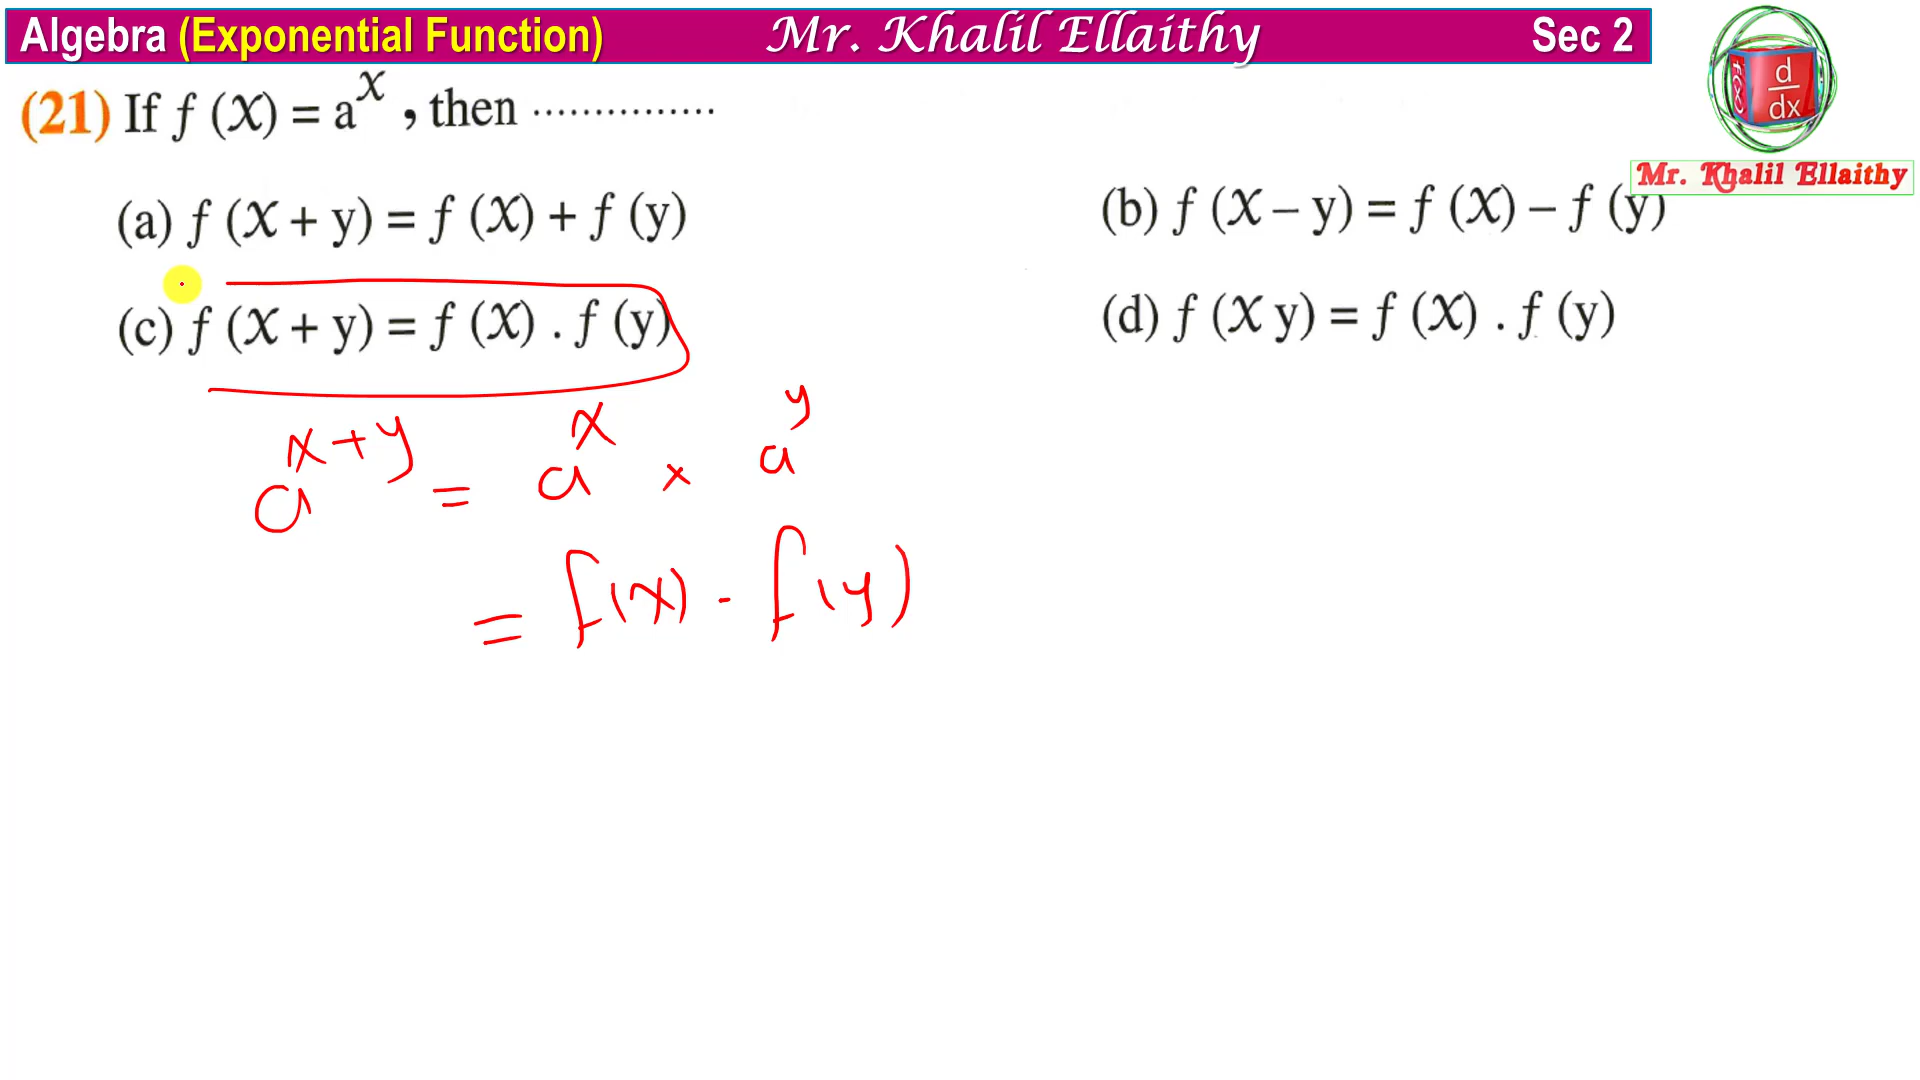 Algebra (Exponential Function) Mr. Khalil Ellaithy Sec 2
d
dx
f(x)
Mr. Khalil Ellaithy
(21) If f (X) = a^X , then ...............
(a) f (X + y) = f (X) + f (y)
(b) f (X – y) = f (X) – f (y)
(c) f (X + y) = f (X) . f (y)
(d) f (X y) = f (X) . f (y)
a^x+y = a^x × a^y
= f(x) - f(y)